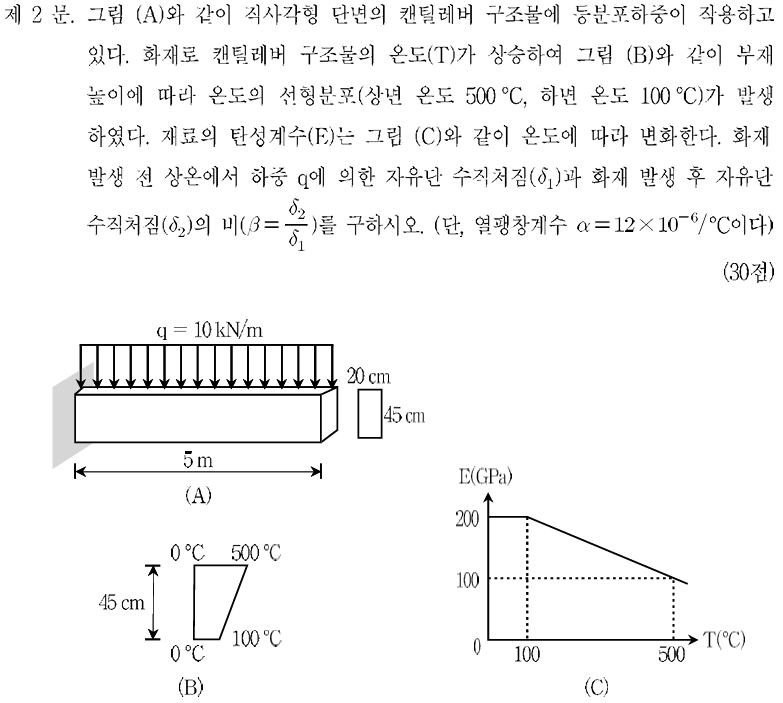 제 2 문. 그림 (A)와 같이 직사각형 단면의 캔틸레버 구조물에 등분포하중이 작용하고
있다. 화재로 캔틸레버 구조물의 온도(T)가 상승하여 그림 (B)와 같이 부재
높이에 따라 온도의 선형분포(상면 온도 500 ℃, 하면 온도 100 ℃)가 발생
하였다. 재료의 탄성계수(E)는 그림 (C)와 같이 온도에 따라 변화한다. 화재
발생 전 상온에서 하중 q에 의한 자유단 수직처짐(δ₁)과 화재 발생 후 자유단
수직처짐(δ₂)의 비(β = δ₂/δ₁)를 구하시오. (단, 열팽창계수 α = 12 × 10⁻⁶/℃이다)
(30점)
q = 10 kN/m
20 cm
45 cm
5 m
(A)
0 ℃ 500 ℃
45 cm
0 ℃ 100 ℃
(B)
E(GPa)
200
100
0 100 500 T(℃)
(C)